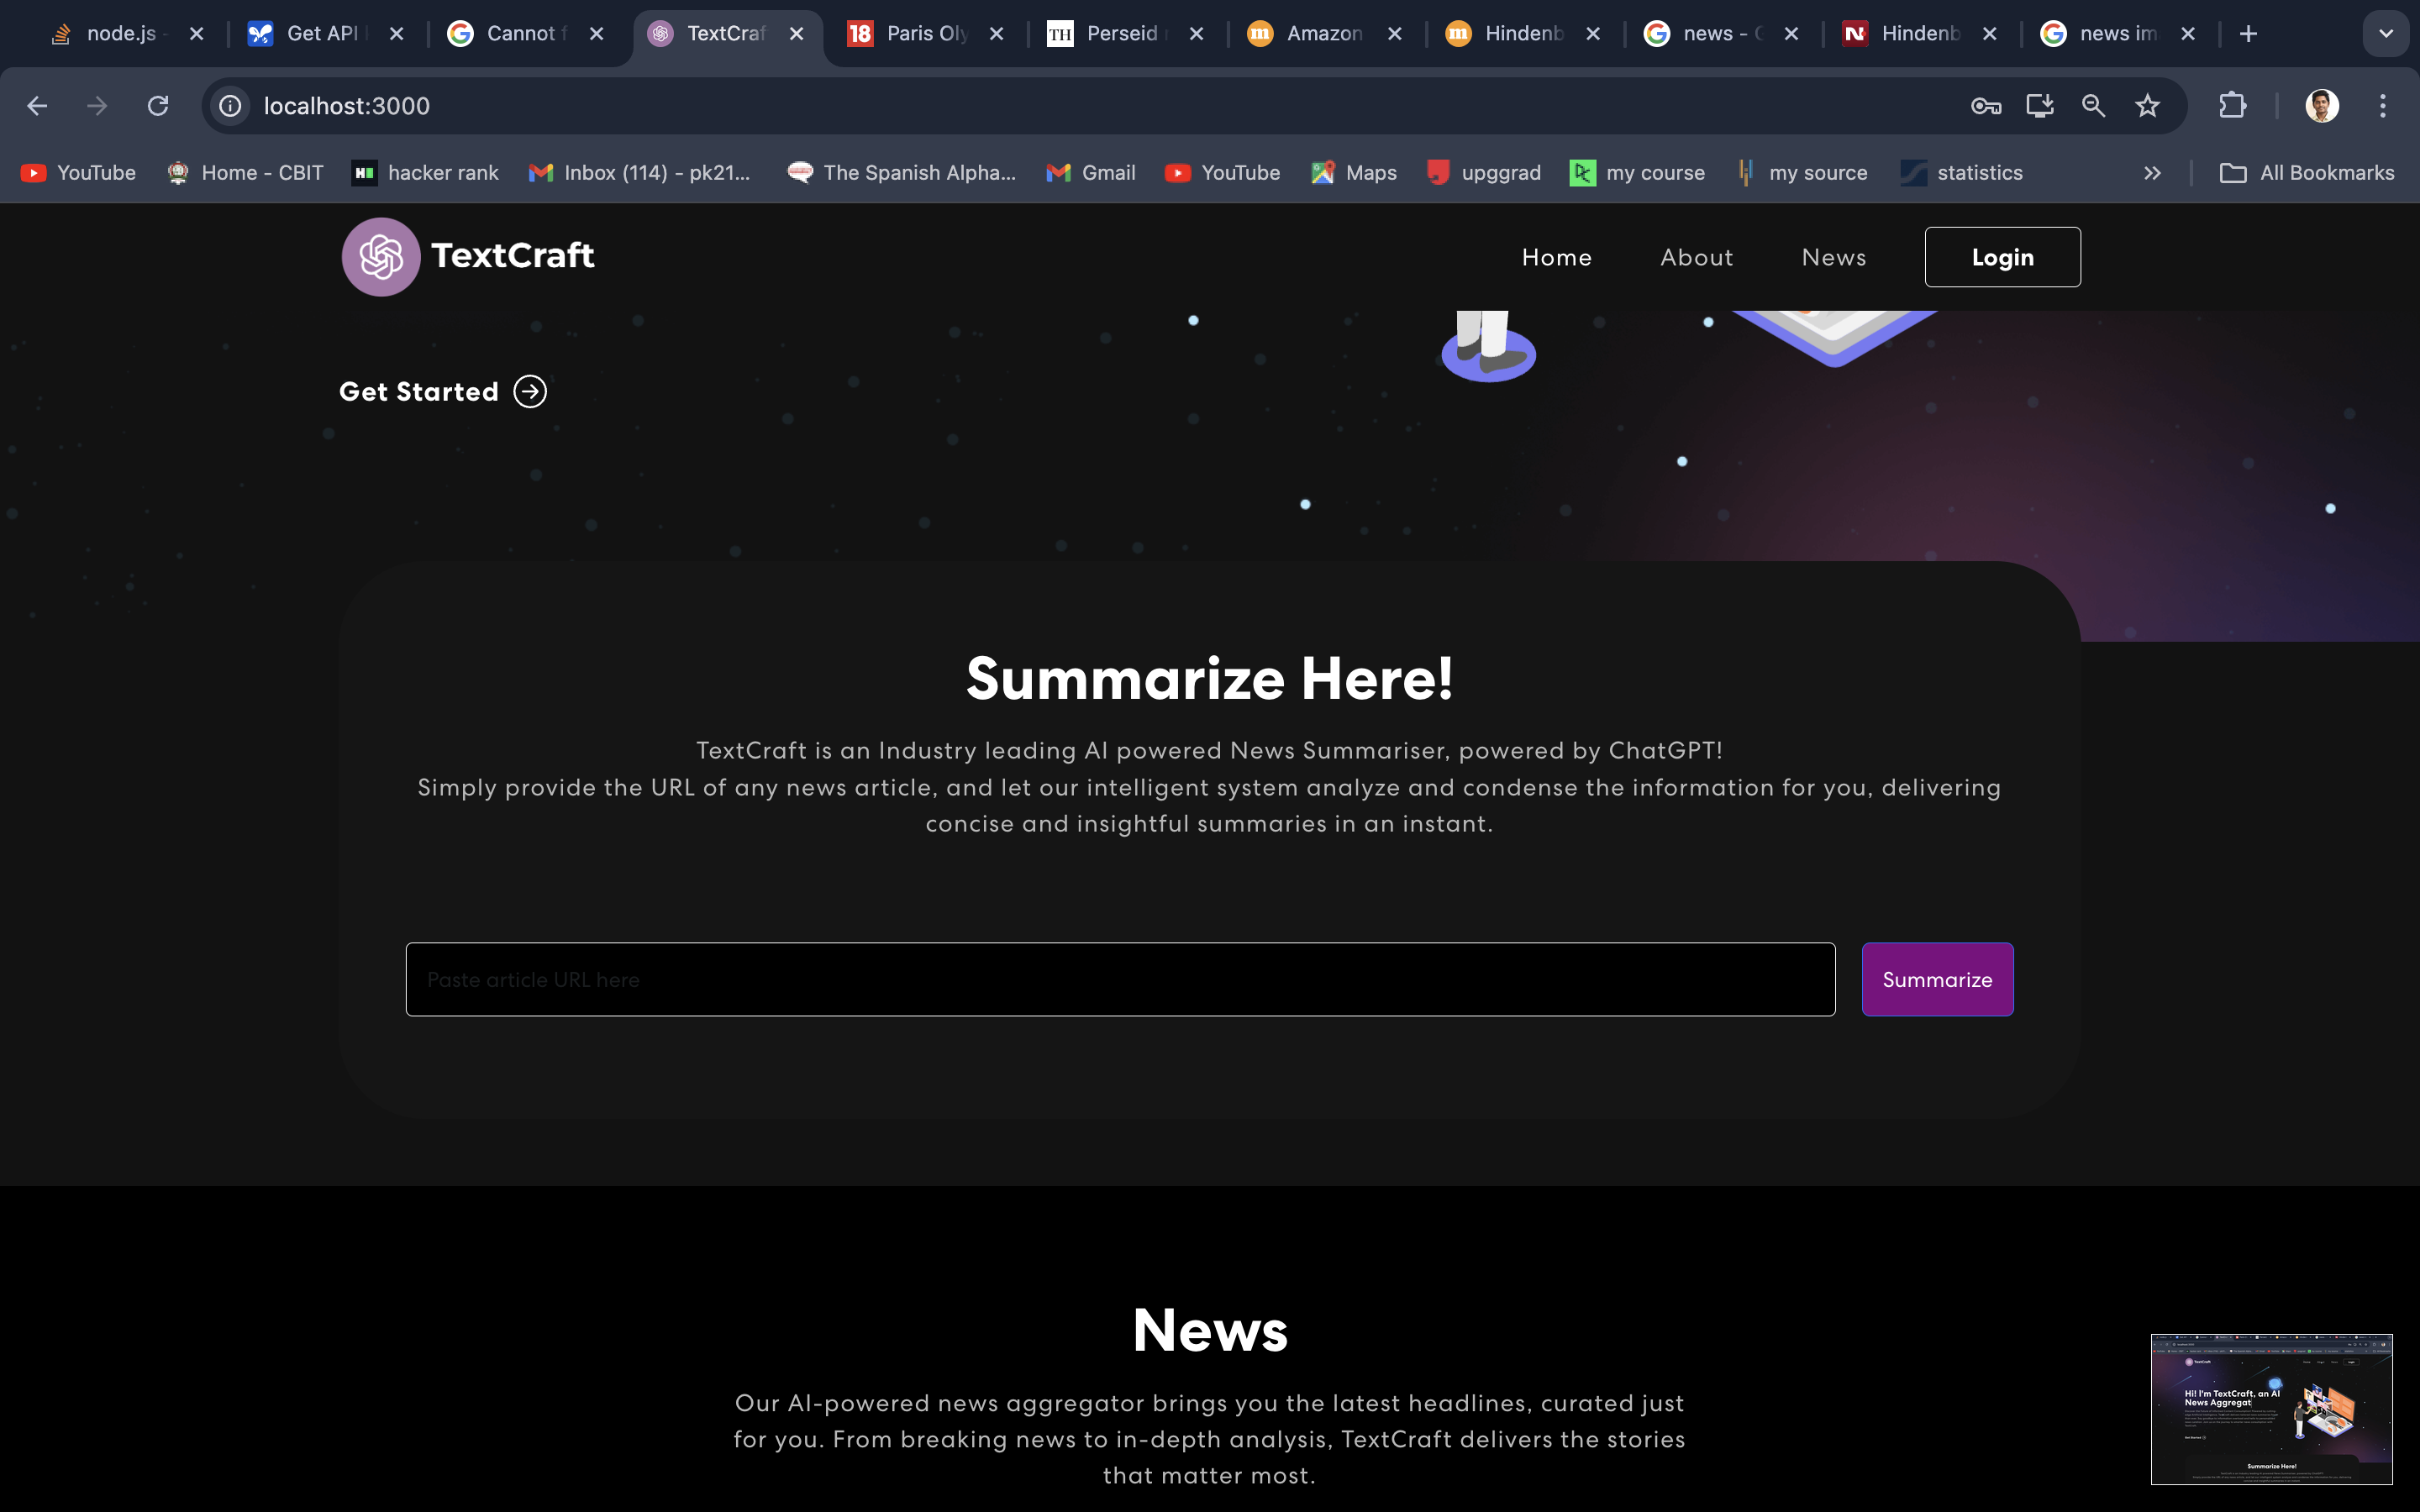 node.js -
Get API
Cannot f
TextCraf
18 Paris Oly
TH Perseid
m Amazon
m Hindenb
news - G
N Hindenb
news im
localhost:3000
YouTube
Home - CBIT
H hacker rank
Inbox (114) - pk21...
The Spanish Alpha...
Gmail
YouTube
Maps
upggrad
my course
my source
statistics
All Bookmarks
TextCraft
Home
About
News
Login
Get Started
Summarize Here!
TextCraft is an Industry leading AI powered News Summariser, powered by ChatGPT!
Simply provide the URL of any news article, and let our intelligent system analyze and condense the information for you, delivering
concise and insightful summaries in an instant.
Paste article URL here
Summarize
News
Our AI-powered news aggregator brings you the latest headlines, curated just
for you. From breaking news to in-depth analysis, TextCraft delivers the stories
that matter most.
TextCraft
Hi! I'm TextCraft, an AI
News Aggregat
Get Started
Summarize Here!